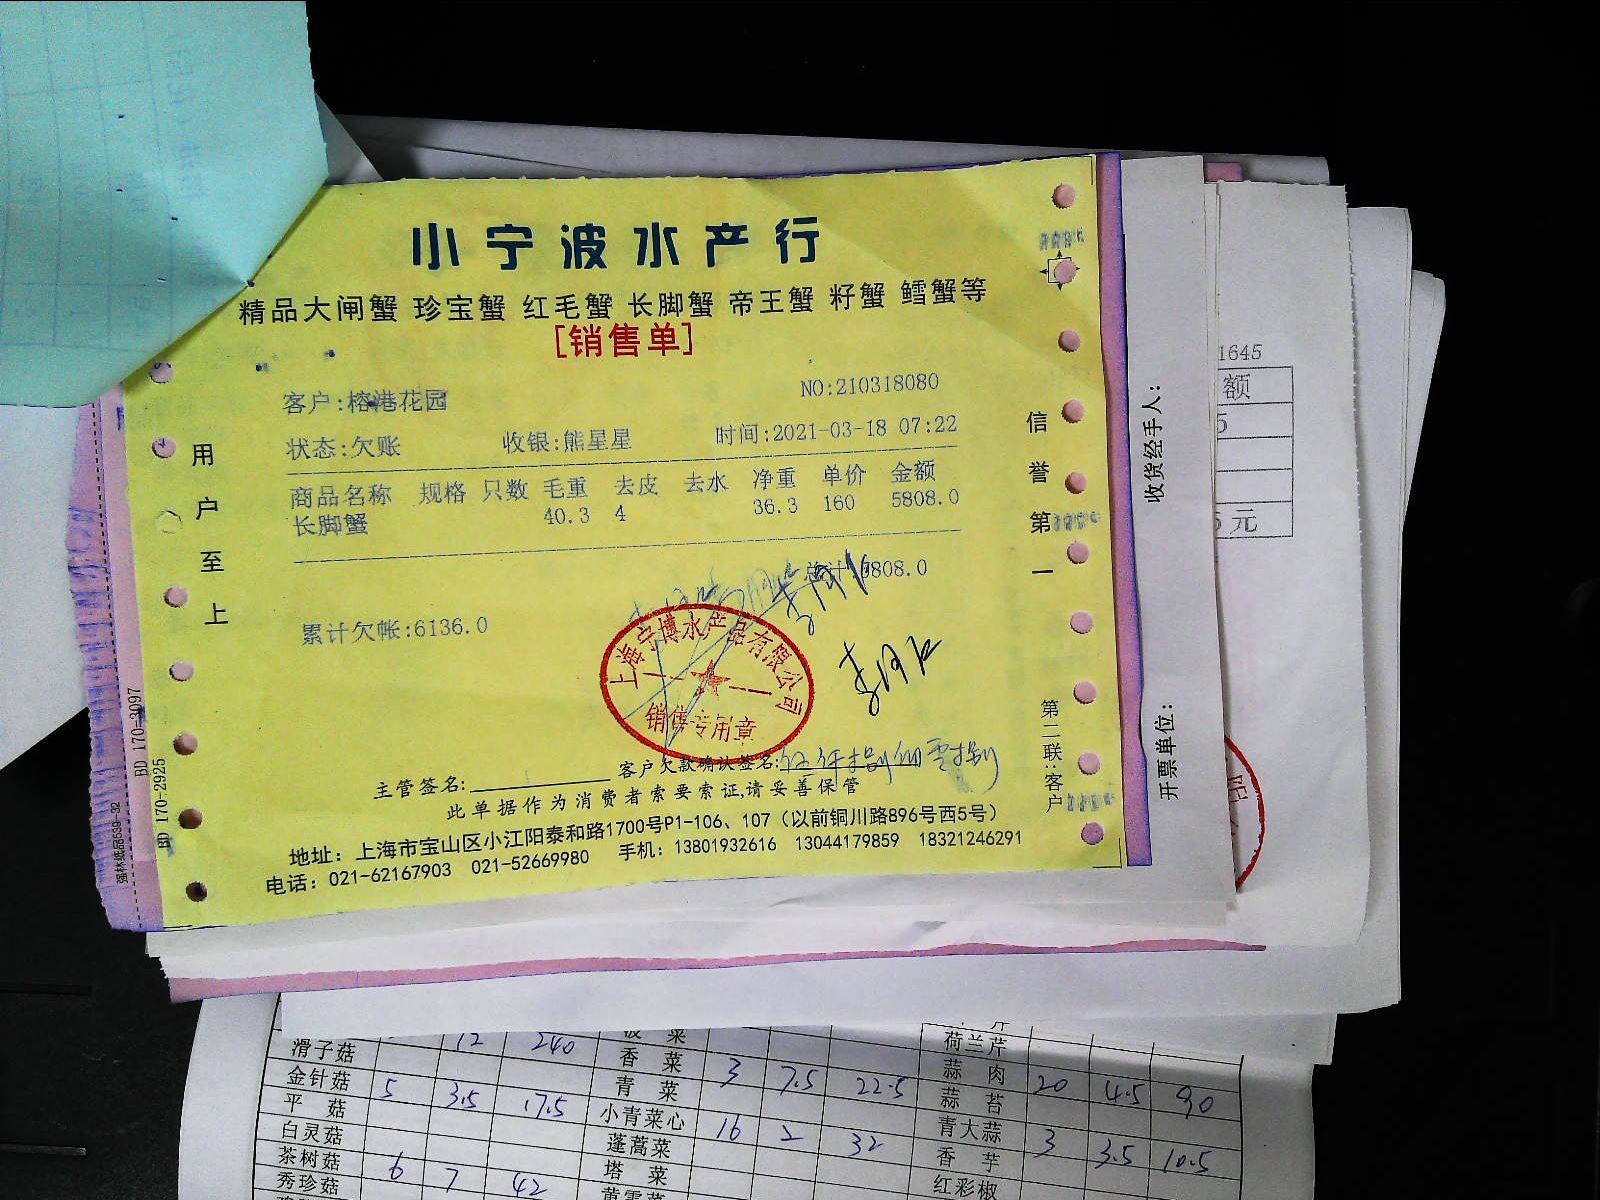 小宁波水产行
精品大闸蟹 珍宝蟹 红毛蟹 长脚蟹 帝王蟹 籽蟹 鳕蟹等
[销售单]
NO:210318080
客户:榕港花园
状态:欠账 收银:熊星星 时间:2021-03-18 07:22
商品名称 规格 只数 毛重 去皮 去水 净重 单价 金额
长脚蟹 40.3 4 36.3 160 5808.0
总计:5808.0
累计欠帐:6136.0
上海宁博水产品有限公司
销售专用章
主管签名: 客户欠款确认签名:
此单据作为消费者索要索证,请妥善保管
地址：上海市宝山区小江阳泰和路1700号P1-106、107（以前铜川路896号西5号）
电话：021-62167903 021-52669980 手机：13801932616 13044179859 18321246291
用户至上
信誉第一
第二联:客户
BD 170-3097
BD 170-2925
收货经手人：
开票单位：
1645
额
5
元
荷兰芹
滑子菇 12 240 香菜 3 7.5 22.5 蒜肉 20 4.5 90
金针菇 5 3.5 17.5 青菜 蒜苔
平菇 小青菜心 16 2 32 青大蒜 3 3.5 10.5
白灵菇 蓬蒿菜 香芋
茶树菇 6 7 42 塔菜 红彩椒
秀珍菇